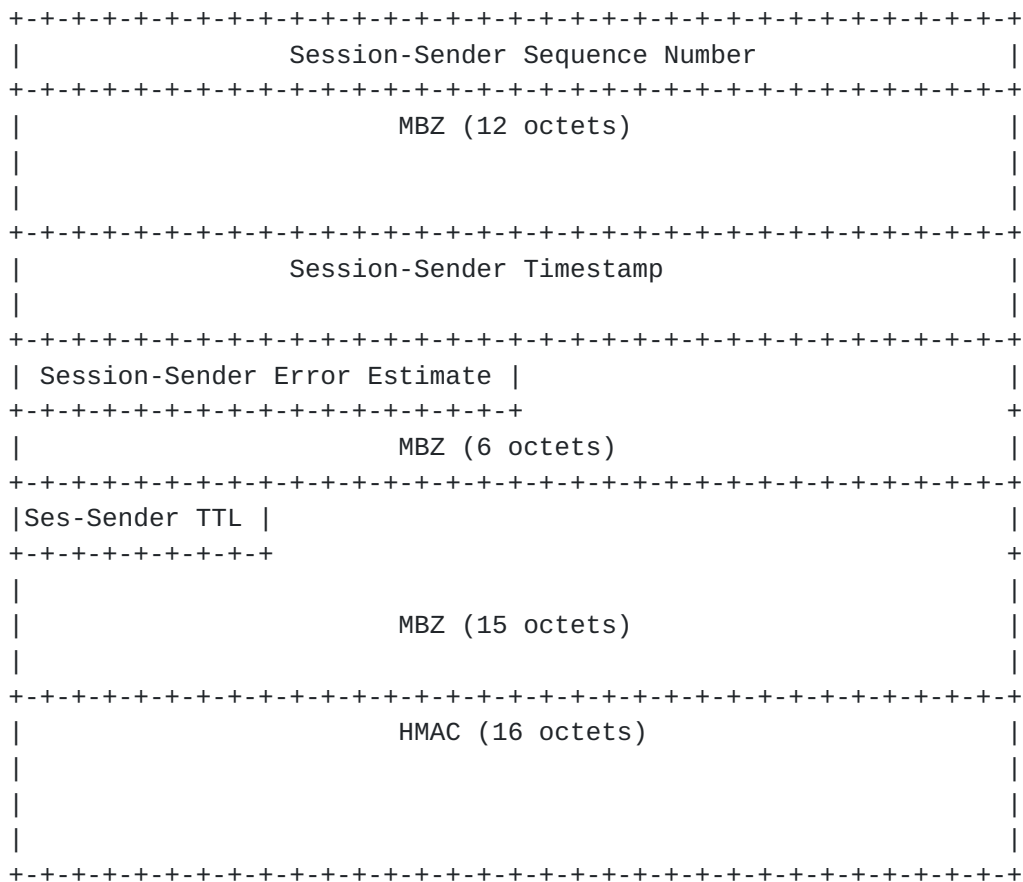 +-+-+-+-+-+-+-+-+-+-+-+-+-+-+-+-+-+-+-+-+-+-+-+-+-+-+-+-+-+-+-+-+
|                 Session-Sender Sequence Number                |
+-+-+-+-+-+-+-+-+-+-+-+-+-+-+-+-+-+-+-+-+-+-+-+-+-+-+-+-+-+-+-+-+
|                        MBZ (12 octets)                        |
|                                                               |
|                                                               |
+-+-+-+-+-+-+-+-+-+-+-+-+-+-+-+-+-+-+-+-+-+-+-+-+-+-+-+-+-+-+-+-+
|                 Session-Sender Timestamp                      |
|                                                               |
+-+-+-+-+-+-+-+-+-+-+-+-+-+-+-+-+-+-+-+-+-+-+-+-+-+-+-+-+-+-+-+-+
| Session-Sender Error Estimate |                               |
+-+-+-+-+-+-+-+-+-+-+-+-+-+-+-+-+                               +
|                        MBZ (6 octets)                         |
+-+-+-+-+-+-+-+-+-+-+-+-+-+-+-+-+-+-+-+-+-+-+-+-+-+-+-+-+-+-+-+-+
|Ses-Sender TTL |                                               |
+-+-+-+-+-+-+-+-+                                               +
|                                                               |
|                        MBZ (15 octets)                        |
|                                                               |
+-+-+-+-+-+-+-+-+-+-+-+-+-+-+-+-+-+-+-+-+-+-+-+-+-+-+-+-+-+-+-+-+
|                        HMAC (16 octets)                       |
|                                                               |
|                                                               |
|                                                               |
+-+-+-+-+-+-+-+-+-+-+-+-+-+-+-+-+-+-+-+-+-+-+-+-+-+-+-+-+-+-+-+-+